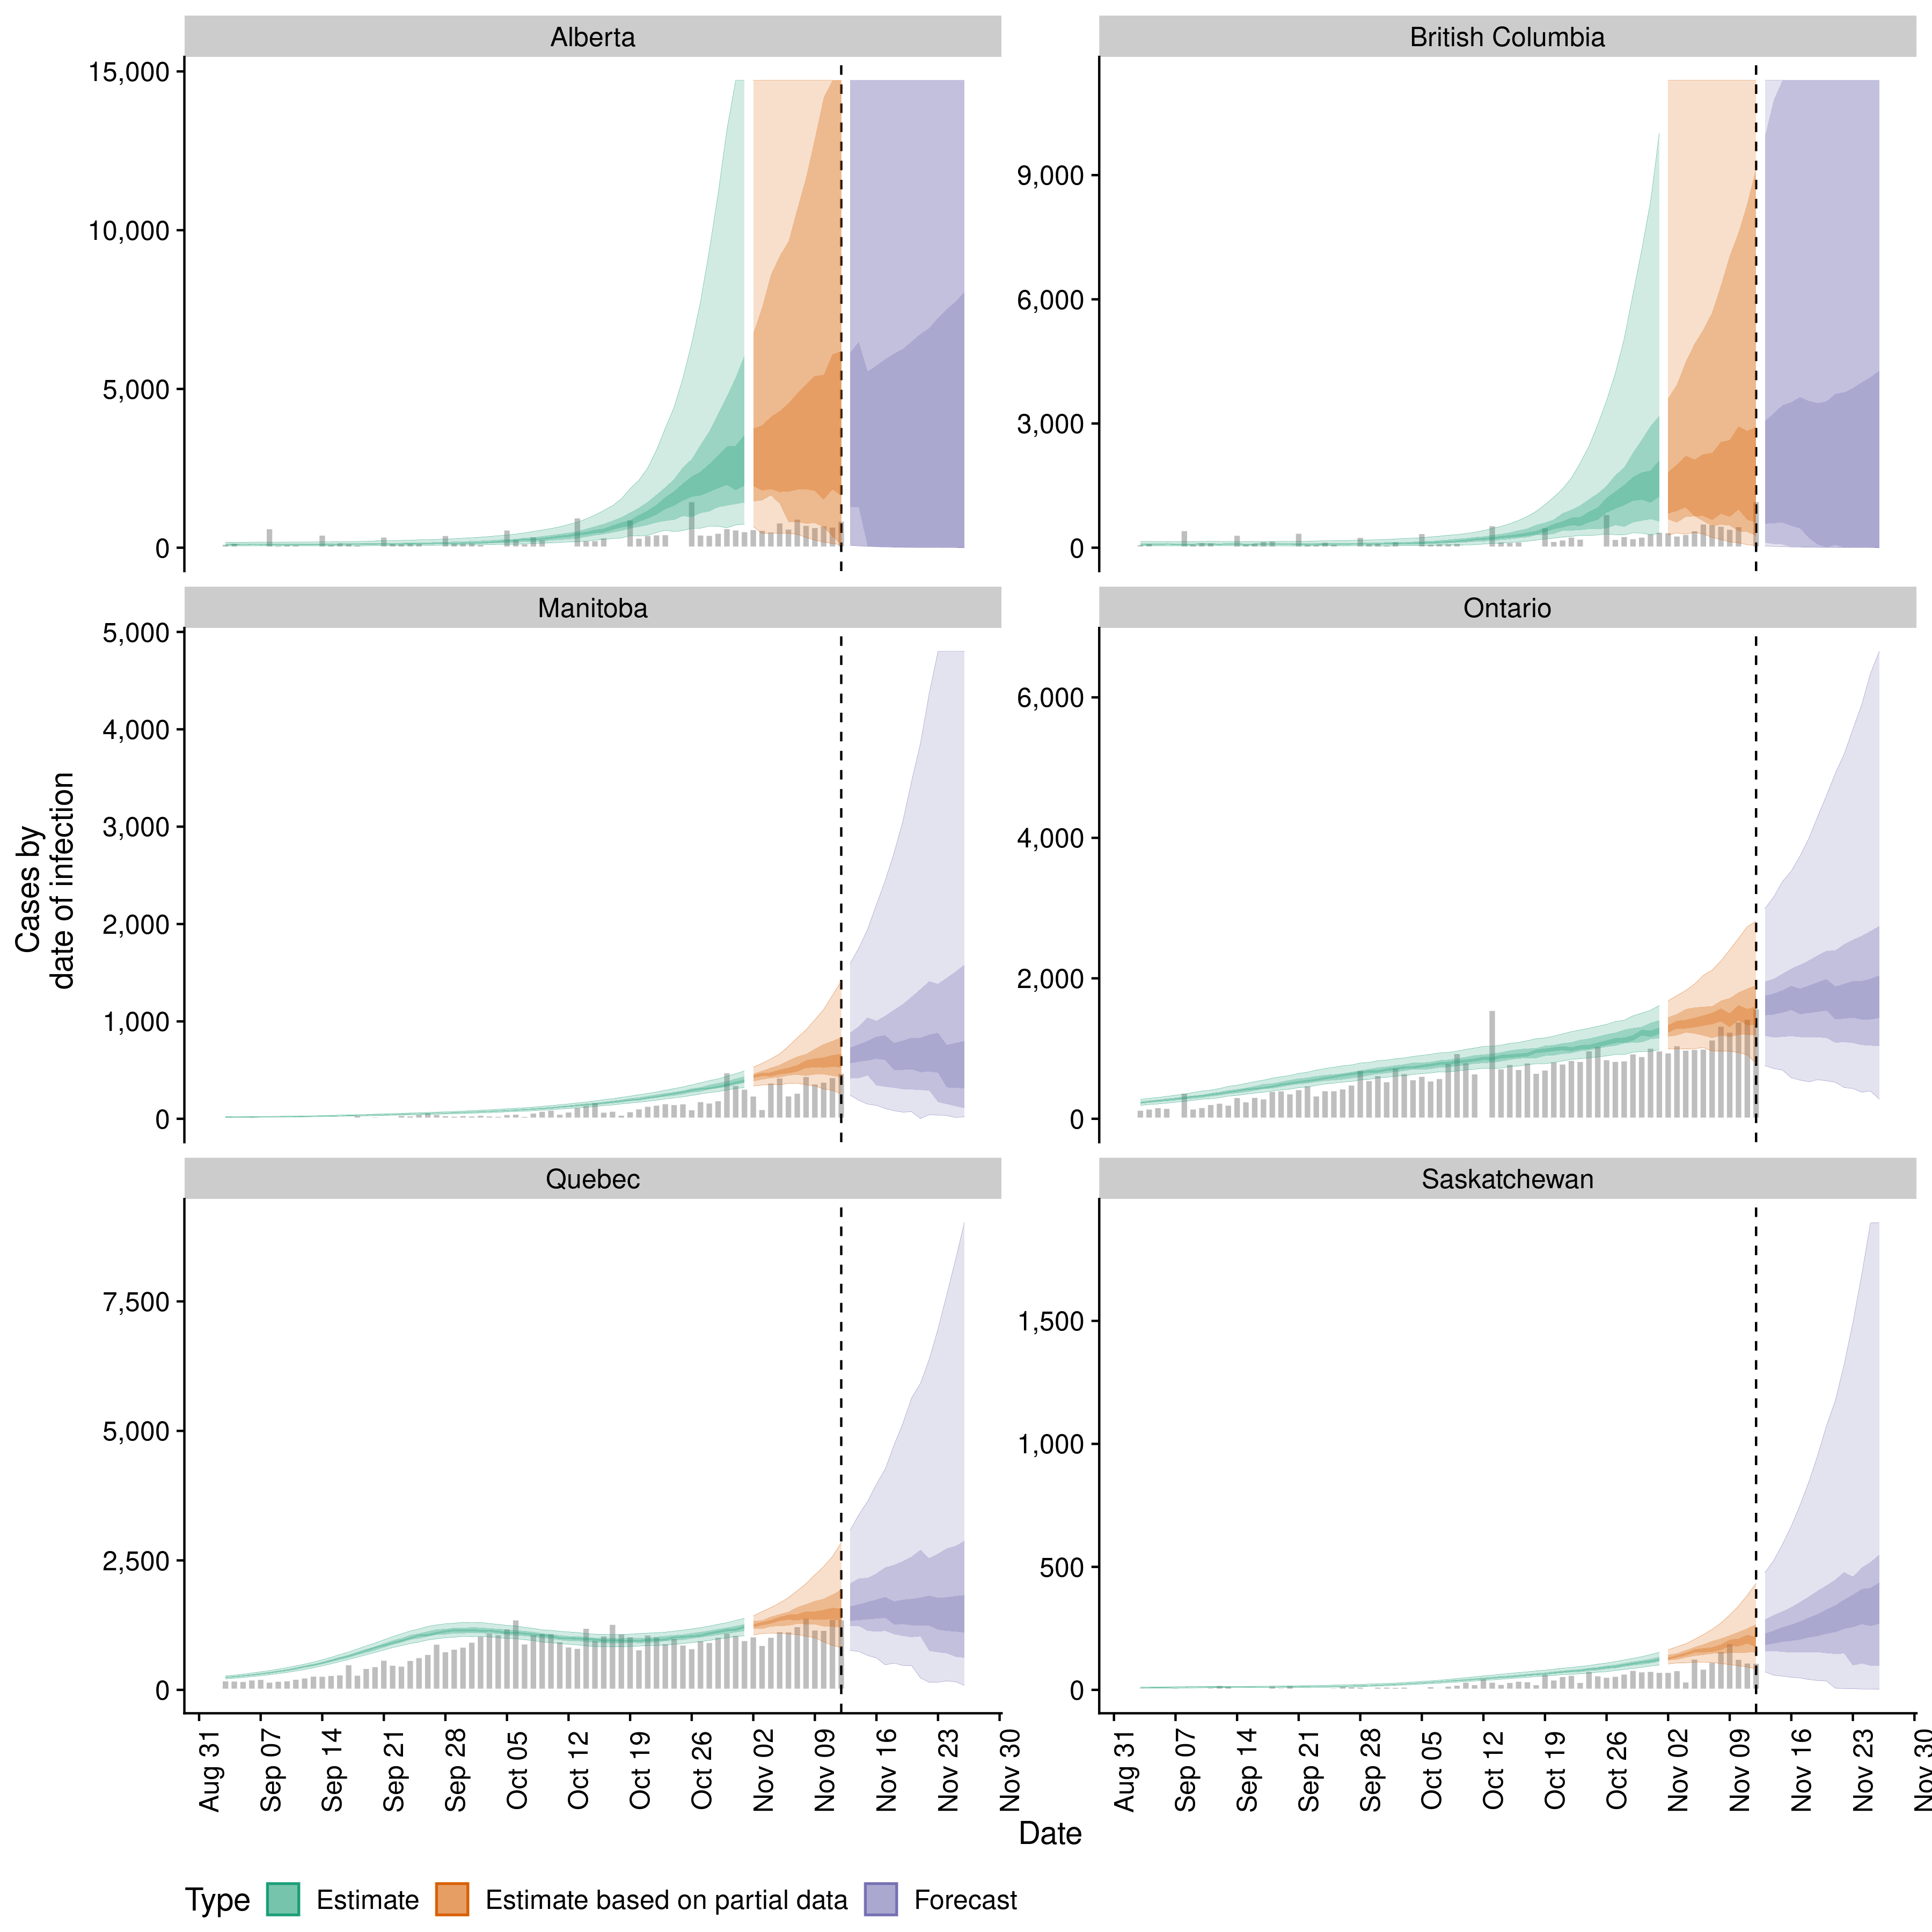 Alberta
British Columbia
15,000
10,000
5,000
0
9,000
6,000
3,000
0
Manitoba
Ontario
5,000
4,000
3,000
2,000
1,000
0
6,000
4,000
2,000
0
Cases by
date of infection
Quebec
Saskatchewan
7,500
5,000
2,500
0
1,500
1,000
500
0
Aug 31
Sep 07
Sep 14
Sep 21
Sep 28
Oct 05
Oct 12
Oct 19
Oct 26
Nov 02
Nov 09
Nov 16
Nov 23
Nov 30
Aug 31
Sep 07
Sep 14
Sep 21
Sep 28
Oct 05
Oct 12
Oct 19
Oct 26
Nov 02
Nov 09
Nov 16
Nov 23
Nov 30
Date
Type Estimate Estimate based on partial data Forecast